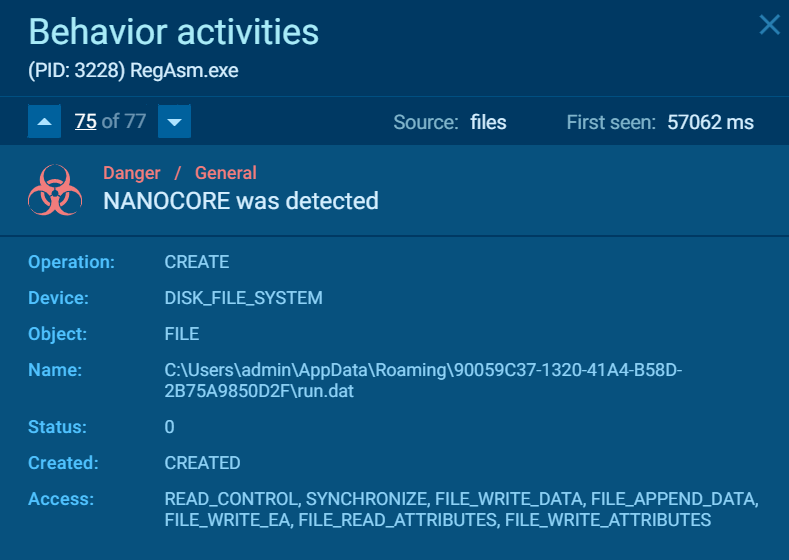 Behavior activities
(PID: 3228) RegAsm.exe
75 of 77 Source: files First seen: 57062 ms
Danger / General
NANOCORE was detected
Operation: CREATE
Device: DISK_FILE_SYSTEM
Object: FILE
Name: C:\Users\admin\AppData\Roaming\90059C37-1320-41A4-B58D-
2B75A9850D2F\run.dat
Status: 0
Created: CREATED
Access: READ_CONTROL, SYNCHRONIZE, FILE_WRITE_DATA, FILE_APPEND_DATA,
FILE_WRITE_EA, FILE_READ_ATTRIBUTES, FILE_WRITE_ATTRIBUTES